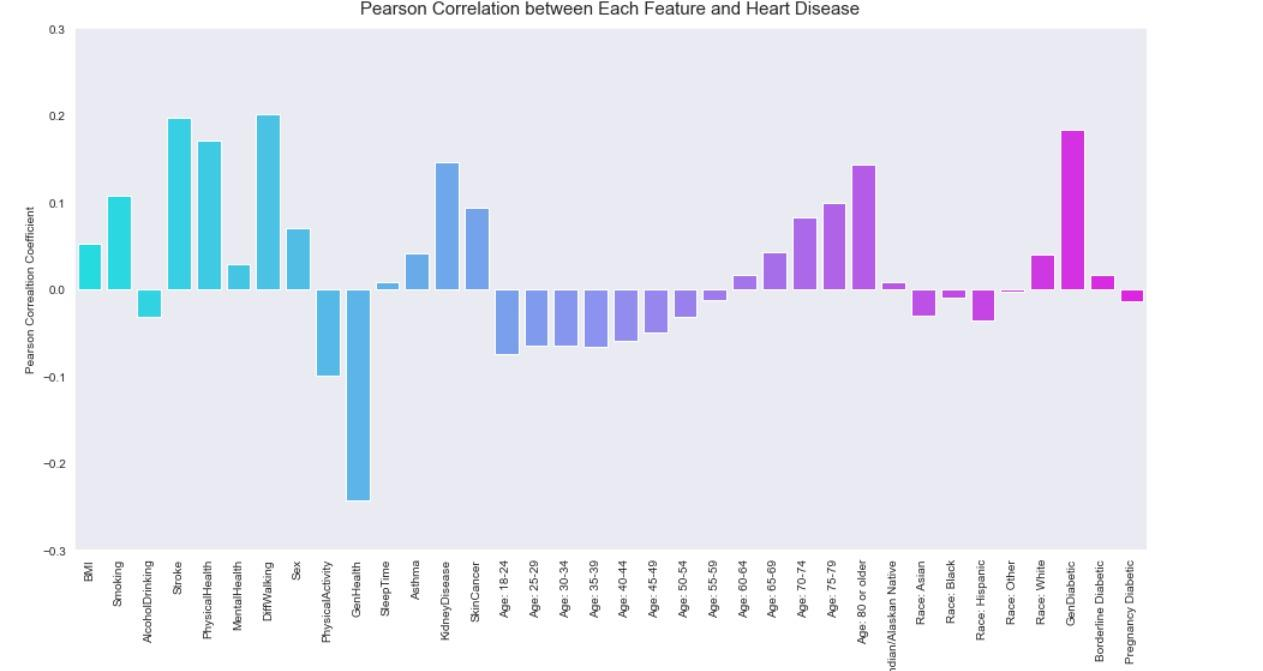 Pearson Correlation between Each Feature and Heart Disease
Pearson Correaltion Coefficient
0.3
0.2
0.1
0.0
−0.1
−0.2
−0.3
BMI
Smoking
AlcoholDrinking
Stroke
PhysicalHealth
MentalHealth
DiffWalking
Sex
PhysicalActivity
GenHealth
SleepTime
Asthma
KidneyDisease
SkinCancer
Age: 18-24
Age: 25-29
Age: 30-34
Age: 35-39
Age: 40-44
Age: 45-49
Age: 50-54
Age: 55-59
Age: 60-64
Age: 65-69
Age: 70-74
Age: 75-79
Age: 80 or older
ndian/Alaskan Native
Race: Asian
Race: Black
Race: Hispanic
Race: Other
Race: White
GenDiabetic
Borderline Diabetic
Pregnancy Diabetic